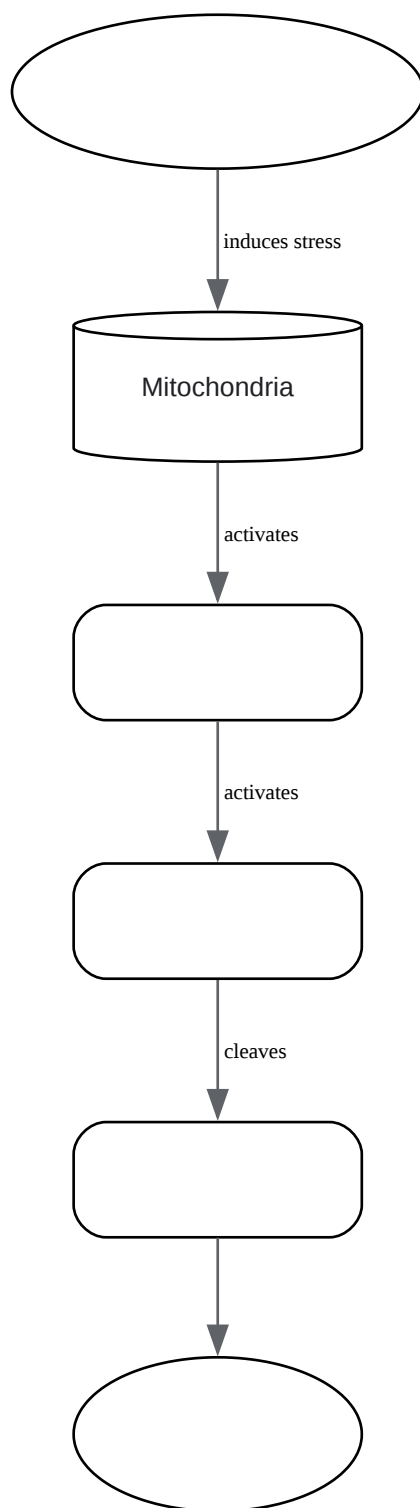 induces stress
Mitochondria
activates
activates
cleaves